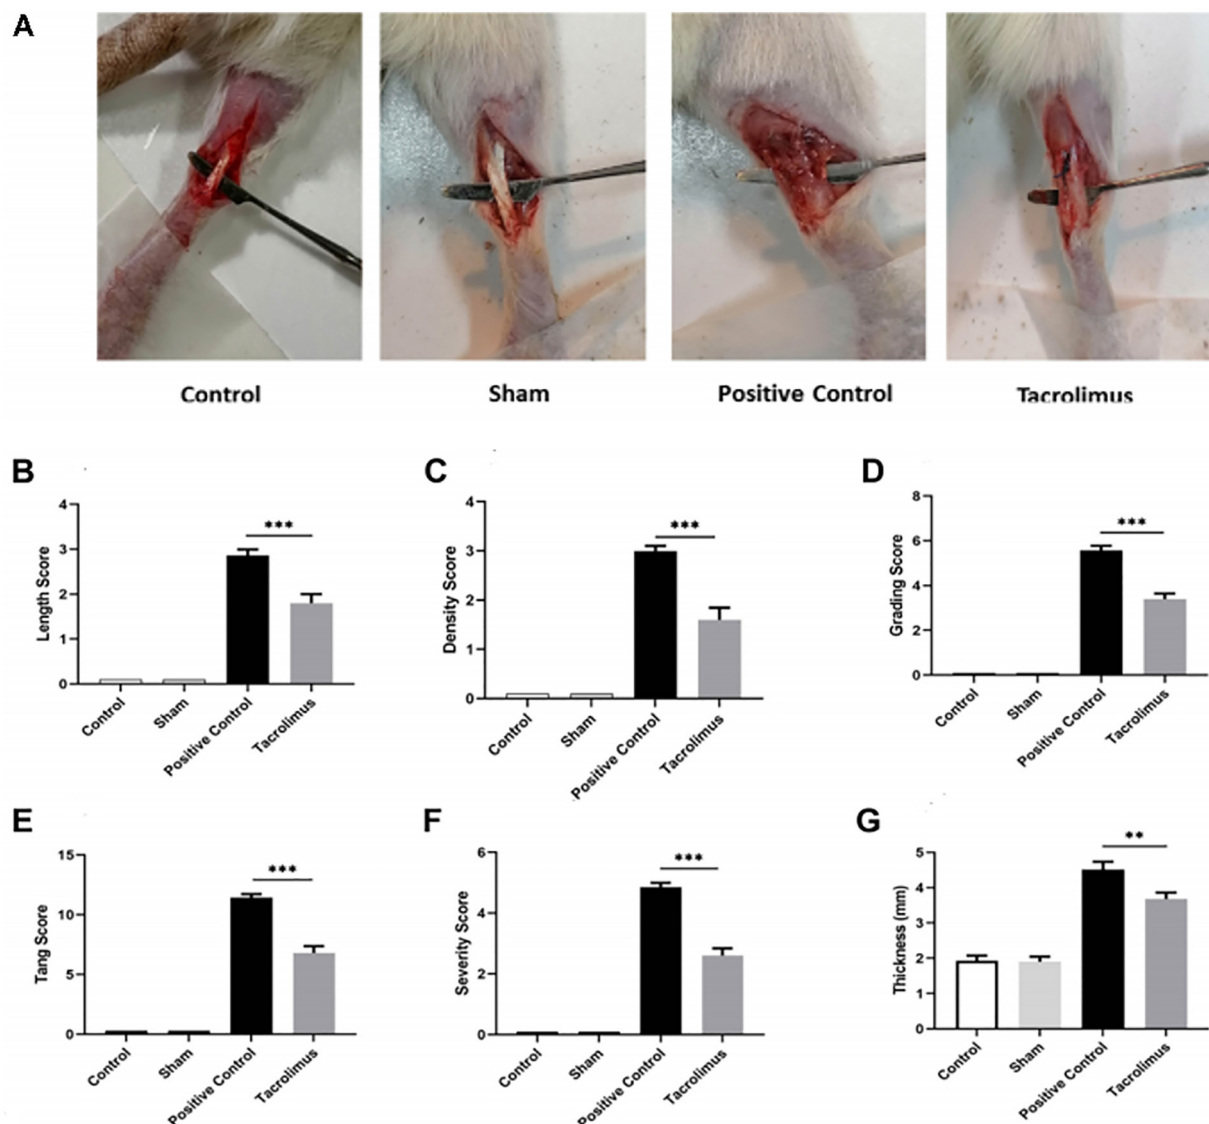 A
Control Sham Positive Control Tacrolimus
B
Length Score
4
3
2
1
0
***
Control Sham Positive Control Tacrolimus
C
Density Score
4
3
2
1
0
***
Control Sham Positive Control Tacrolimus
D
Grading Score
8
6
4
2
0
***
Control Sham Positive Control Tacrolimus
E
Tang Score
15
10
5
0
***
Control Sham Positive Control Tacrolimus
F
Severity Score
6
4
2
0
***
Control Sham Positive Control Tacrolimus
G
Thickness (mm)
5
4
3
2
1
0
**
Control Sham Positive Control Tacrolimus